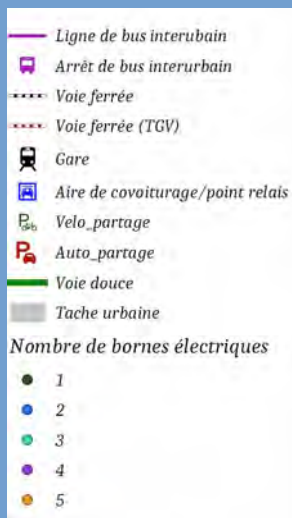 Ligne de bus interubain
Arrêt de bus interurbain
Voie ferrée
Voie ferrée (TGV)
Gare
Aire de covoiturage/point relais
Velo_partage
Auto_partage
Voie douce
Tache urbaine
Nombre de bornes électriques
1
2
3
4
5